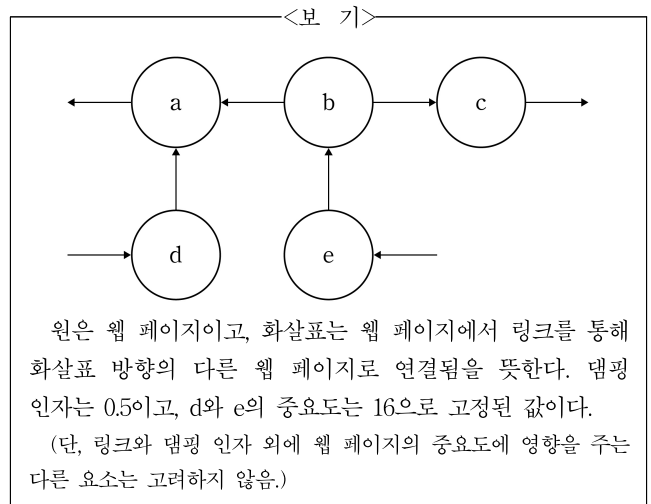 <보 기>
a b c
d e
원은 웹 페이지이고, 화살표는 웹 페이지에서 링크를 통해
화살표 방향의 다른 웹 페이지로 연결됨을 뜻한다. 댐핑
인자는 0.5이고, d와 e의 중요도는 16으로 고정된 값이다.
(단, 링크와 댐핑 인자 외에 웹 페이지의 중요도에 영향을 주는
다른 요소는 고려하지 않음.)